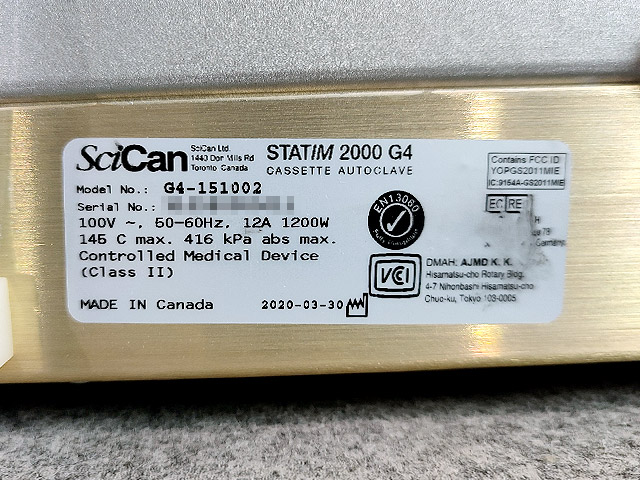 SciCan
SciCan Ltd.
1440 Don Mills Rd
Toronto Canada
STATIM 2000 G4
CASSETTE AUTOCLAVE
Model No.: G4-151002
Serial No.:
100V ~, 50-60Hz, 12A 1200W
145 C max. 416 kPa abs max.
Controlled Medical Device
(Class II)
MADE IN Canada
2020-03-30
EN13060
Contains FCC ID
YOPGS2011MIE
IC:9154A-GS2011MIE
EC RE
H
78
VCI
DMAH: AJMD K. K.
Hisamatsu-cho Rotary Bldg.
4-7 Nihonbashi Hisamatsu-cho
Chuo-ku, Tokyo 103-0005